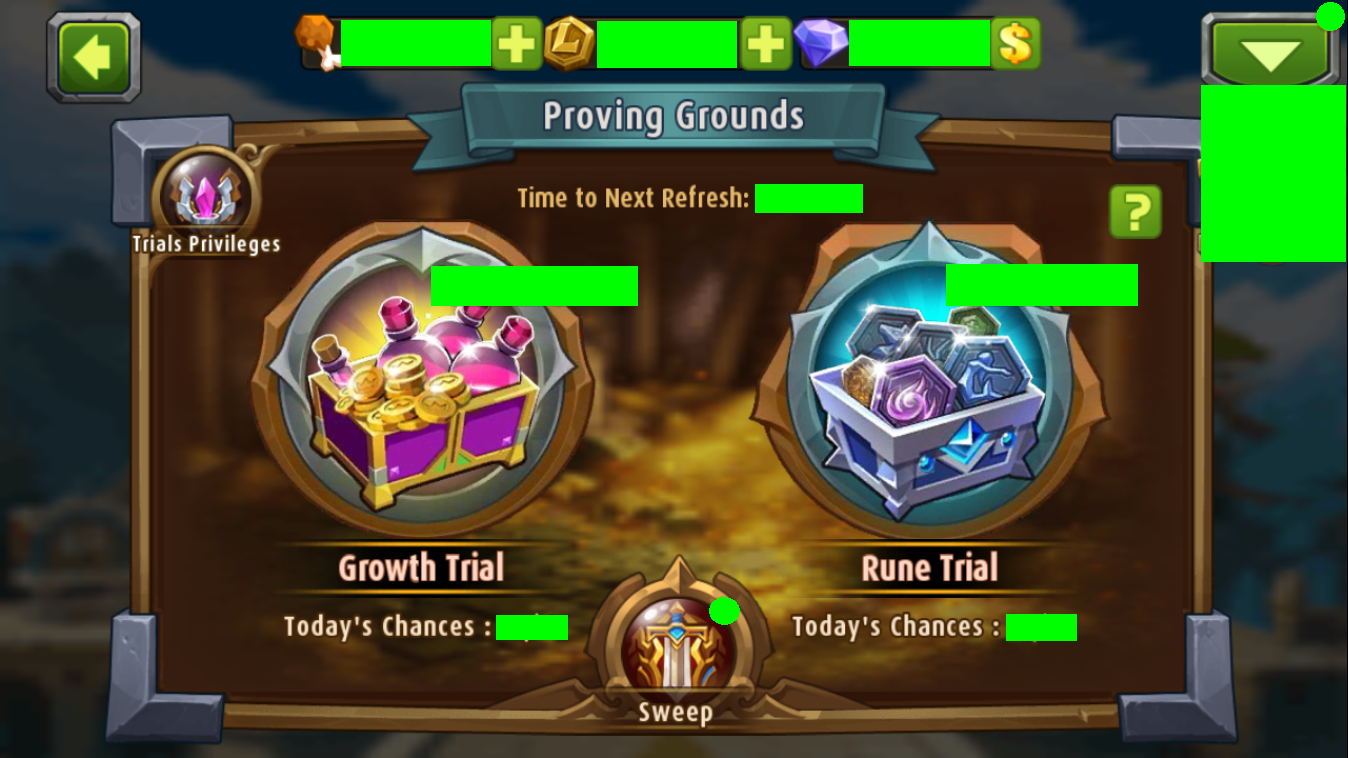 Proving Grounds
Time to Next Refresh:
Trials Privileges
?
Growth Trial
Rune Trial
Today's Chances :
Today's Chances :
Sweep